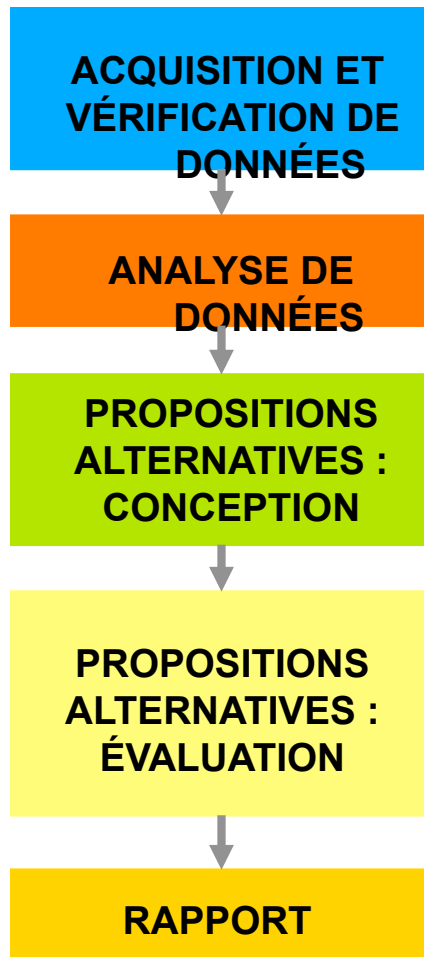 ACQUISITION ET
VÉRIFICATION DE
DONNÉES
ANALYSE DE
DONNÉES
PROPOSITIONS
ALTERNATIVES :
CONCEPTION
PROPOSITIONS
ALTERNATIVES :
ÉVALUATION
RAPPORT